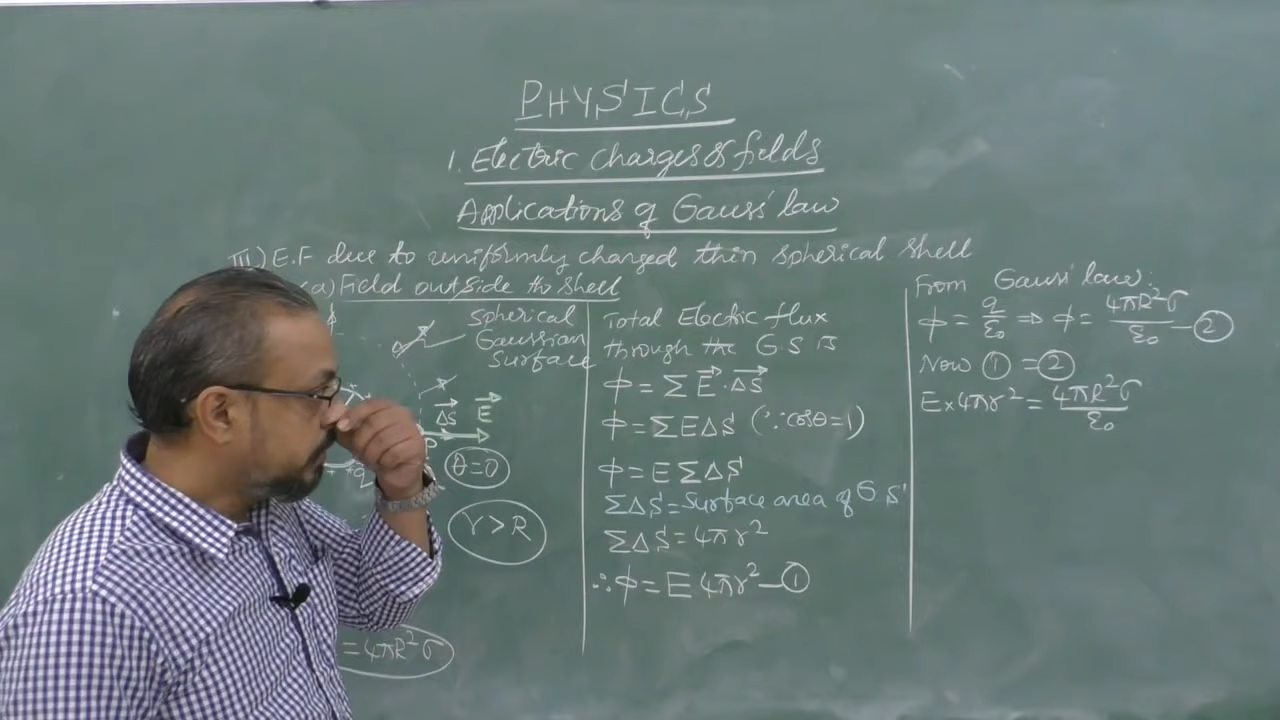 PHYSICS
1. Electric Charges & fields
Applications of Gauss' law
III) E.F due to uniformly charged thin spherical shell
(a) Field outside the shell
Spherical
Gaussian
Surface
ΔS⃗ E⃗
θ=0
r > R
= 4πR²σ
Total Electric flux
through the G.S is
ϕ = Σ E⃗ . ΔS⃗
ϕ = Σ E ΔS (∵ cosθ = 1)
ϕ = E Σ ΔS
ΣΔS = Surface area of G.S
ΣΔS = 4πr²
∴ ϕ = E 4πr² — ①
From Gauss' law:
ϕ = q/ε₀ ⇒ ϕ = 4πR²σ/ε₀ — ②
Now ① = ②
E × 4πr² = 4πR²σ/ε₀